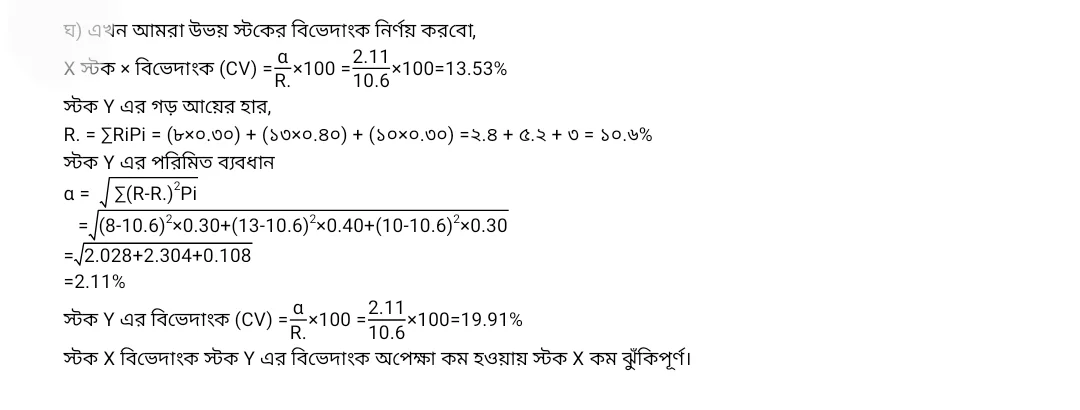 ঘ) এখন আমরা উভয় স্টকের বিভেদাংক নির্ণয় করবো,
X স্টক × বিভেদাংক (CV) =α/R.×100 =2.11/10.6×100=13.53%
স্টক Y এর গড় আয়ের হার,
R. = ∑RiPi = (৮×০.৩০) + (১৩×০.৪০) + (১০×০.৩০) =২.৪ + ৫.২ + ৩ = ১০.৬%
স্টক Y এর পরিমিত ব্যবধান
α = √∑(R-R.)²Pi
=√(8-10.6)²×0.30+(13-10.6)²×0.40+(10-10.6)²×0.30
=√2.028+2.304+0.108
=2.11%
স্টক Y এর বিভেদাংক (CV) =α/R.×100 =2.11/10.6×100=19.91%
স্টক X বিভেদাংক স্টক Y এর বিভেদাংক অপেক্ষা কম হওয়ায় স্টক X কম ঝুঁকিপূর্ণ।